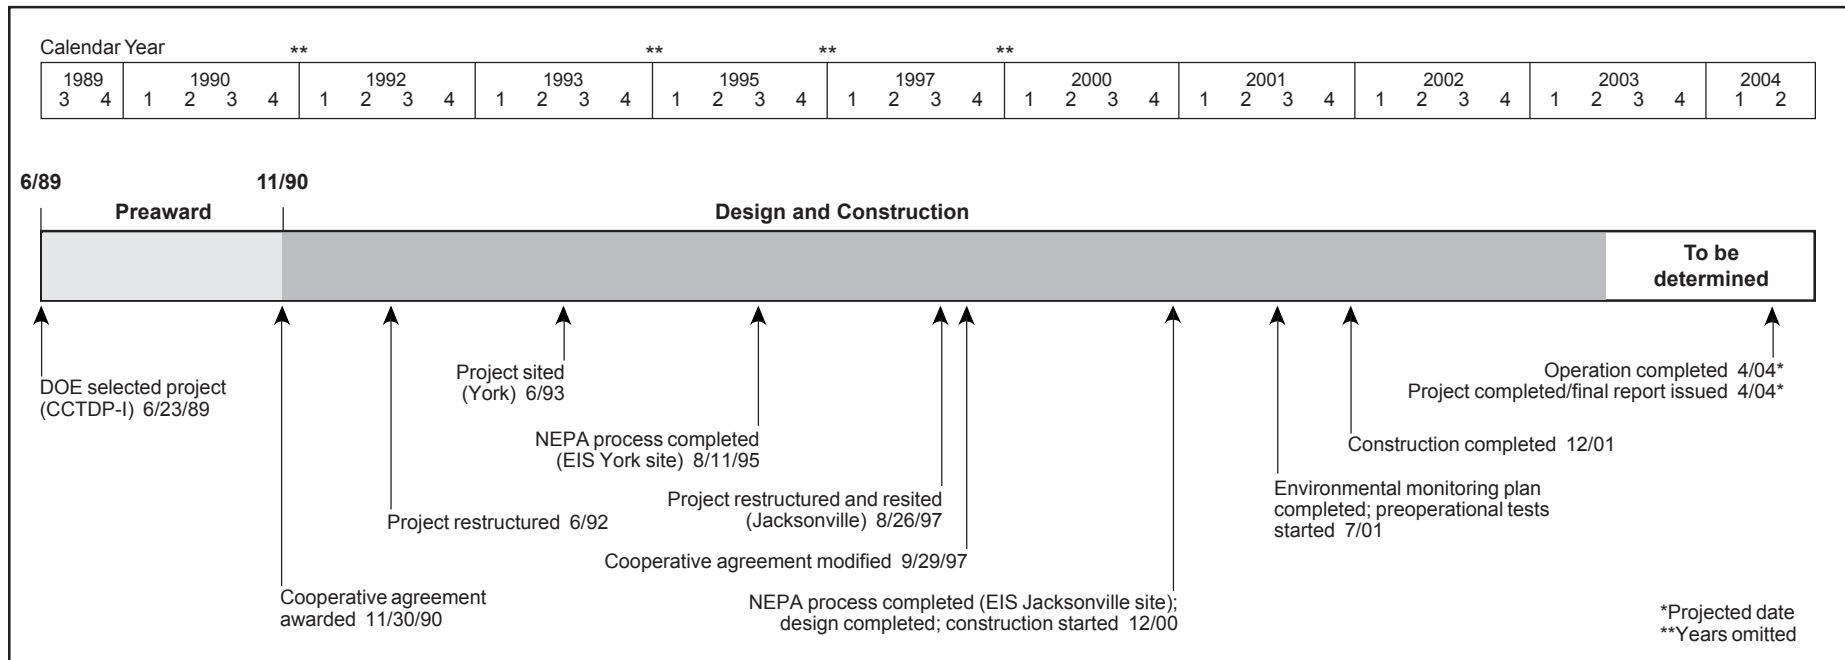 Calendar Year
** ** ** **
1989 1990 1992 1993 1995 1997 2000 2001 2002 2003 2004
3 4 1 2 3 4 1 2 3 4 1 2 3 4 1 2 3 4 1 2 3 4 1 2 3 4 1 2 3 4 1 2 3 4 1 2 3 4 1 2
6/89 11/90
Preaward Design and Construction
To be
determined
DOE selected project
(CCTDP-I) 6/23/89
Cooperative agreement
awarded 11/30/90
Project restructured 6/92
Project sited
(York) 6/93
NEPA process completed
(EIS York site) 8/11/95
Project restructured and resited
(Jacksonville) 8/26/97
Cooperative agreement modified 9/29/97
NEPA process completed (EIS Jacksonville site);
design completed; construction started 12/00
Environmental monitoring plan
completed; preoperational tests
started 7/01
Construction completed 12/01
Operation completed 4/04*
Project completed/final report issued 4/04*
*Projected date
**Years omitted